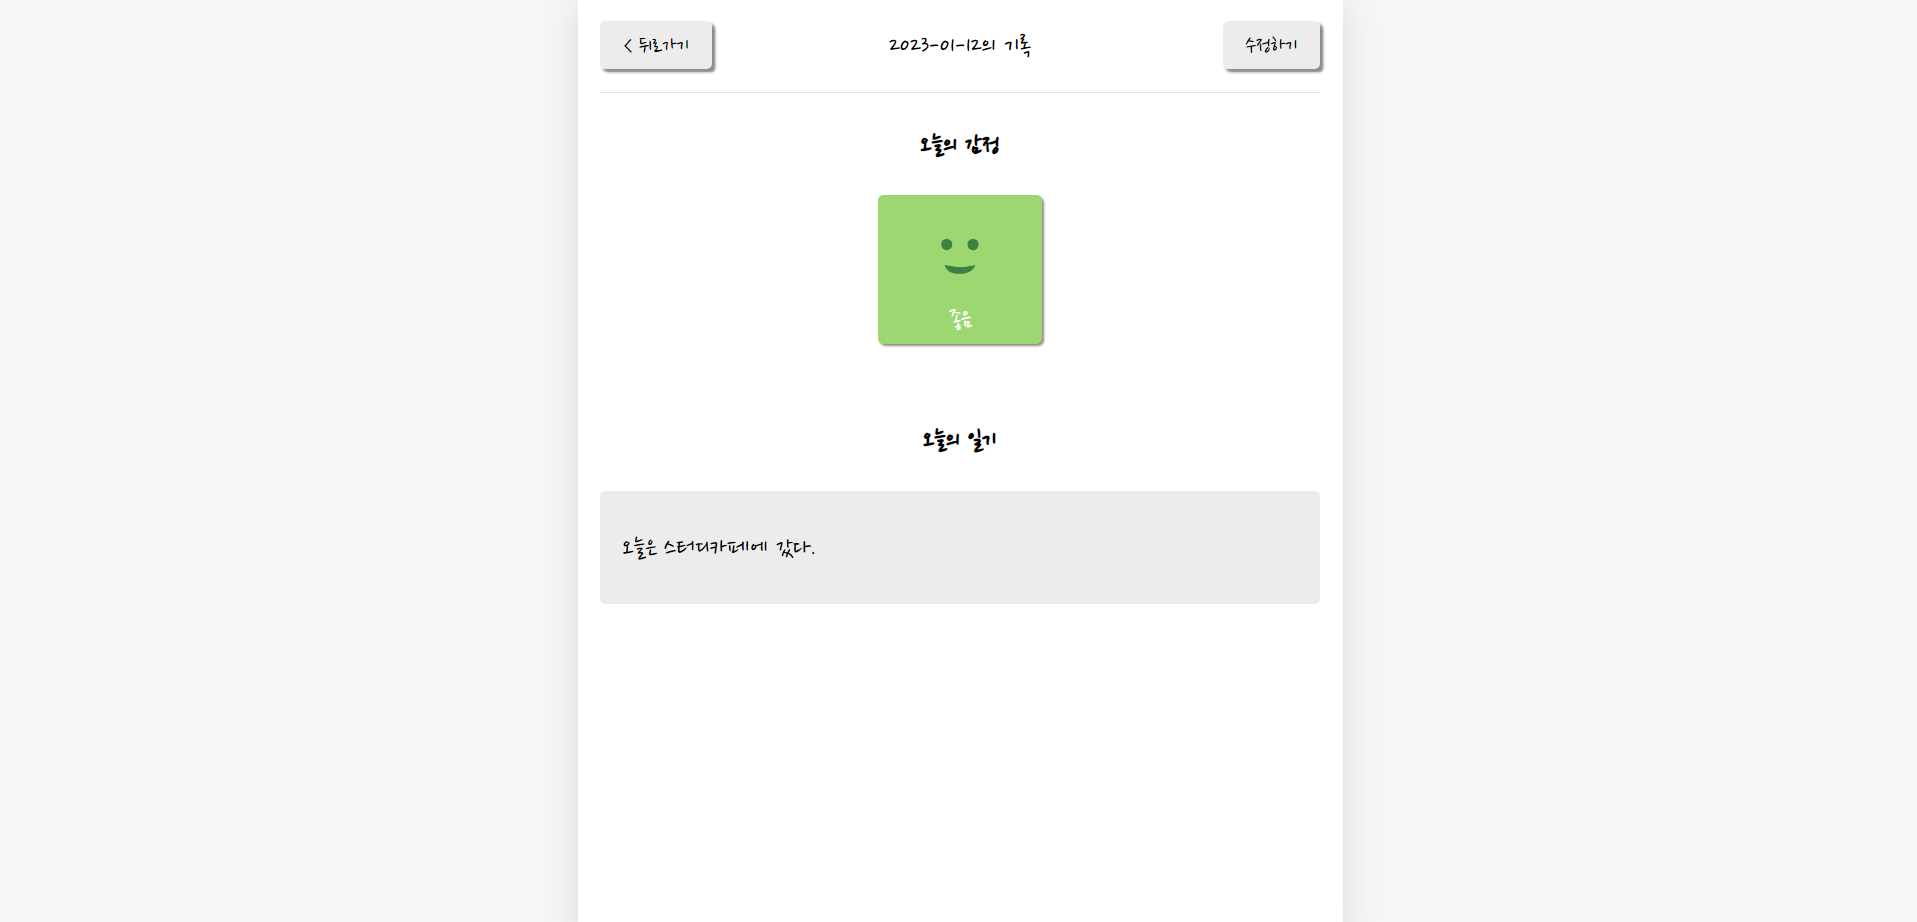 < 뒤로가기
2023-01-12의 기록
수정하기
오늘의 감정
좋음
오늘의 일기
오늘은 스터디카페에 갔다.